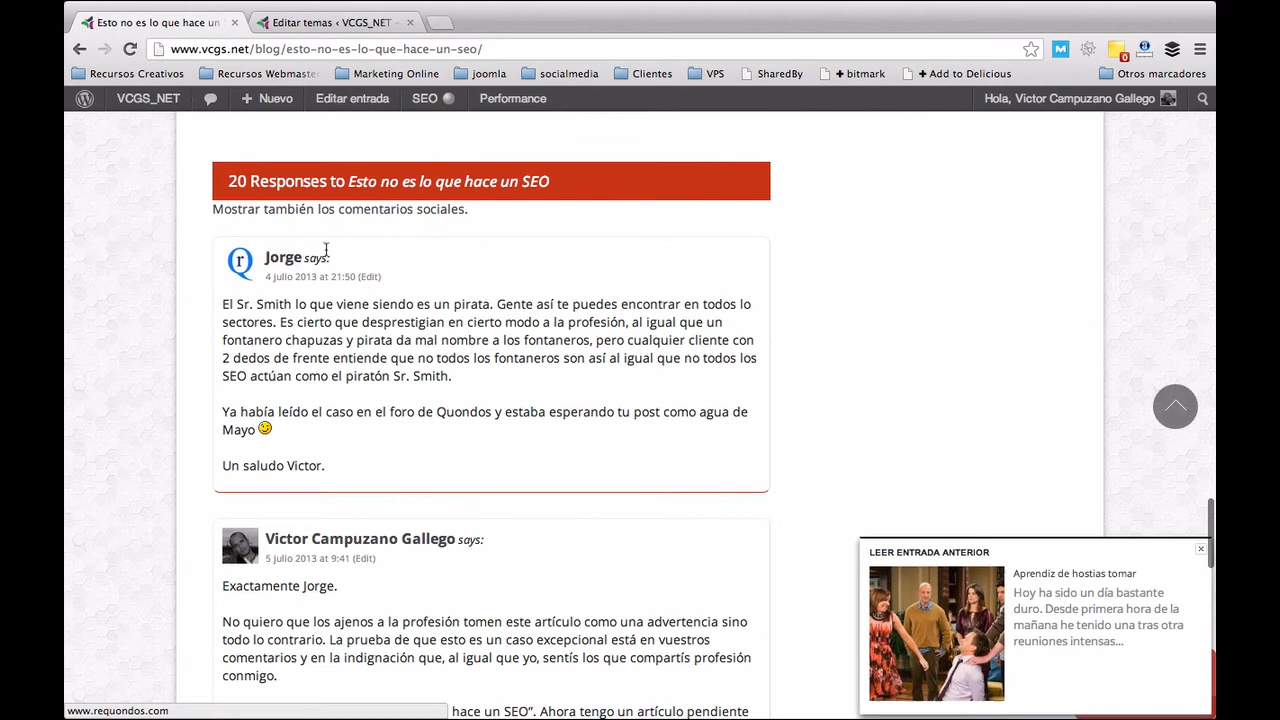 Esto no es lo que hace un
Editar temas ‹ VCGS_NET —
www.vcgs.net/blog/esto-no-es-lo-que-hace-un-seo/
0
Recursos Creativos
Recursos Webmaste
Marketing Online
joomla
socialmedia
Clientes
VPS
SharedBy
+ bitmark
+ Add to Delicious
Otros marcadores
VCGS_NET
+ Nuevo
Editar entrada
SEO
Performance
Hola, Victor Campuzano Gallego
20 Responses to Esto no es lo que hace un SEO
Mostrar también los comentarios sociales.
Jorge says:
4 julio 2013 at 21:50 (Edit)
El Sr. Smith lo que viene siendo es un pirata. Gente así te puedes encontrar en todos lo
sectores. Es cierto que desprestigian en cierto modo a la profesión, al igual que un
fontanero chapuzas y pirata da mal nombre a los fontaneros, pero cualquier cliente con
2 dedos de frente entiende que no todos los fontaneros son así al igual que no todos los
SEO actúan como el piratón Sr. Smith.
Ya había leído el caso en el foro de Quondos y estaba esperando tu post como agua de
Mayo
Un saludo Victor.
Victor Campuzano Gallego says:
5 julio 2013 at 9:41 (Edit)
Exactamente Jorge.
No quiero que los ajenos a la profesión tomen este artículo como una advertencia sino
todo lo contrario. La prueba de que esto es un caso excepcional está en vuestros
comentarios y en la indignación que, al igual que yo, sentís los que compartís profesión
conmigo.
hace un SEO”. Ahora tengo un artículo pendiente
LEER ENTRADA ANTERIOR
Aprendiz de hostias tomar
Hoy ha sido un día bastante
duro. Desde primera hora de la
mañana he tenido una tras otra
reuniones intensas...
www.requondos.com